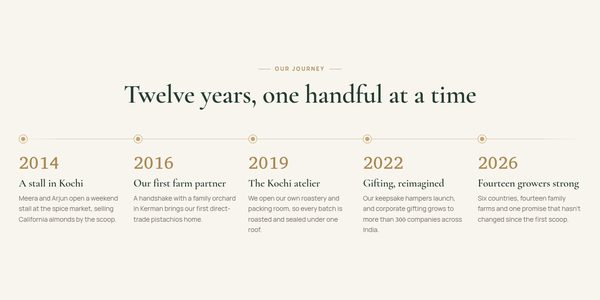 OUR JOURNEY
Twelve years, one handful at a time
2014
A stall in Kochi
Meera and Arjun open a weekend
stall at the spice market, selling
California almonds by the scoop.
2016
Our first farm partner
A handshake with a family orchard
in Kerman brings our first direct-
trade pistachios home.
2019
The Kochi atelier
We open our own roastery and
packing room, so every batch is
roasted and sealed under one
roof.
2022
Gifting, reimagined
Our keepsake hampers launch,
and corporate gifting grows to
more than 300 companies across
India.
2026
Fourteen growers strong
Six countries, fourteen family
farms and one promise that hasn't
changed since the first scoop.